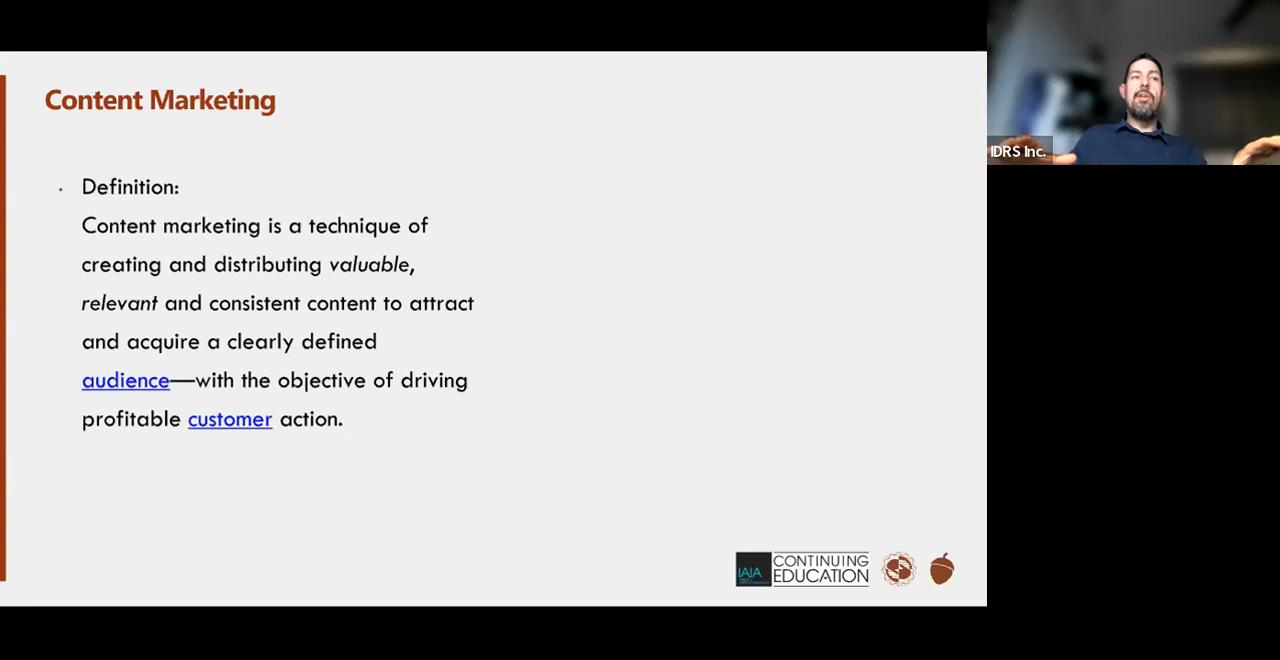 Content Marketing
IDRS Inc.
Definition:
Content marketing is a technique of
creating and distributing valuable,
relevant and consistent content to attract
and acquire a clearly defined
audience—with the objective of driving
profitable customer action.
IAIA
CONTINUING
EDUCATION